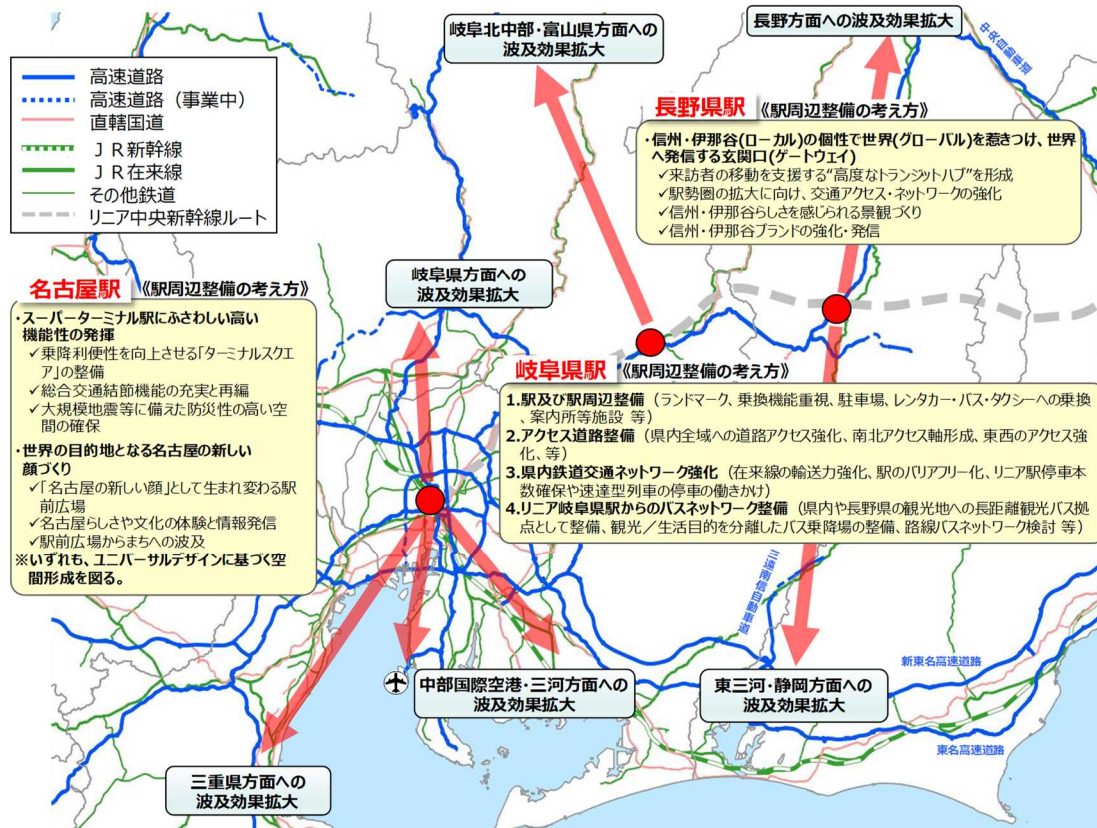 岐阜北中部・富山県方面への
波及効果拡大
長野方面への波及効果拡大
中央自動車道
高速道路
高速道路（事業中）
直轄国道
ＪＲ新幹線
ＪＲ在来線
その他鉄道
リニア中央新幹線ルート
長野県駅 《駅周辺整備の考え方》
・信州・伊那谷(ローカル)の個性で世界(グローバル)を惹きつけ、世界
へ発信する玄関口(ゲートウェイ)
✓来訪者の移動を支援する“高度なトランジットハブ”を形成
✓駅勢圏の拡大に向け、交通アクセス・ネットワークの強化
✓信州・伊那谷らしさを感じられる景観づくり
✓信州・伊那谷ブランドの強化・発信
岐阜県方面への
波及効果拡大
名古屋駅 《駅周辺整備の考え方》
・スーパーターミナル駅にふさわしい高い
機能性の発揮
✓乗降利便性を向上させる「ターミナルスクエ
ア」の整備
✓総合交通結節機能の充実と再編
✓大規模地震等に備えた防災性の高い空
間の確保
・世界の目的地となる名古屋の新しい
顔づくり
✓「名古屋の新しい顔」として生まれ変わる駅
前広場
✓名古屋らしさや文化の体験と情報発信
✓駅前広場からまちへの波及
※いずれも、ユニバーサルデザインに基づく空
間形成を図る。
岐阜県駅 《駅周辺整備の考え方》
1.駅及び駅周辺整備（ランドマーク、乗換機能重視、駐車場、レンタカー・バス・タクシーへの乗換
、案内所等施設 等）
2.アクセス道路整備（県内全域への道路アクセス強化、南北アクセス軸形成、東西のアクセス強
化、等）
3.県内鉄道交通ネットワーク強化（在来線の輸送力強化、駅のバリアフリー化、リニア駅停車本
数確保や速達型列車の停車の働きかけ）
4.リニア岐阜県駅からのバスネットワーク整備（県内や長野県の観光地への長距離観光バス拠
点として整備、観光／生活目的を分離したバス乗降場の整備、路線バスネットワーク検討 等）
三遠南信自動車道
新東名高速道路
東名高速道路
中部国際空港・三河方面への
波及効果拡大
東三河・静岡方面への
波及効果拡大
三重県方面への
波及効果拡大